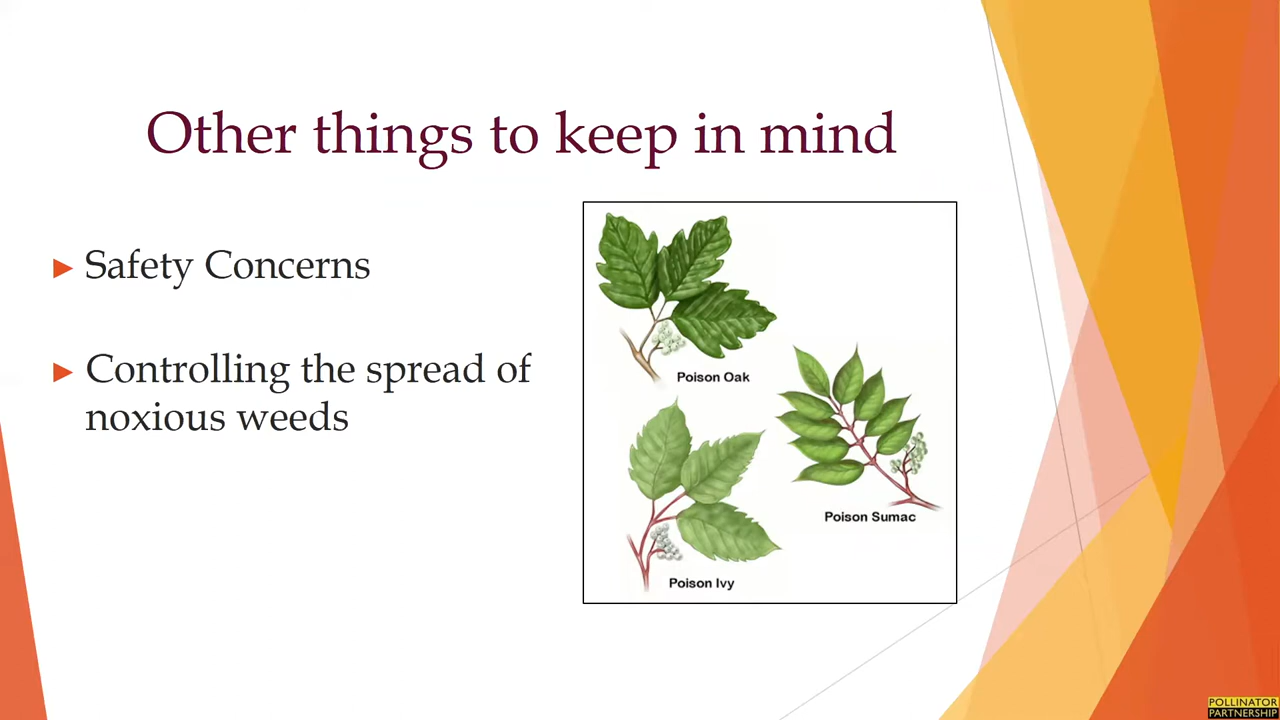 Other things to keep in mind
► Safety Concerns
► Controlling the spread of
noxious weeds
Poison Oak
Poison Sumac
Poison Ivy
POLLINATOR
PARTNERSHIP